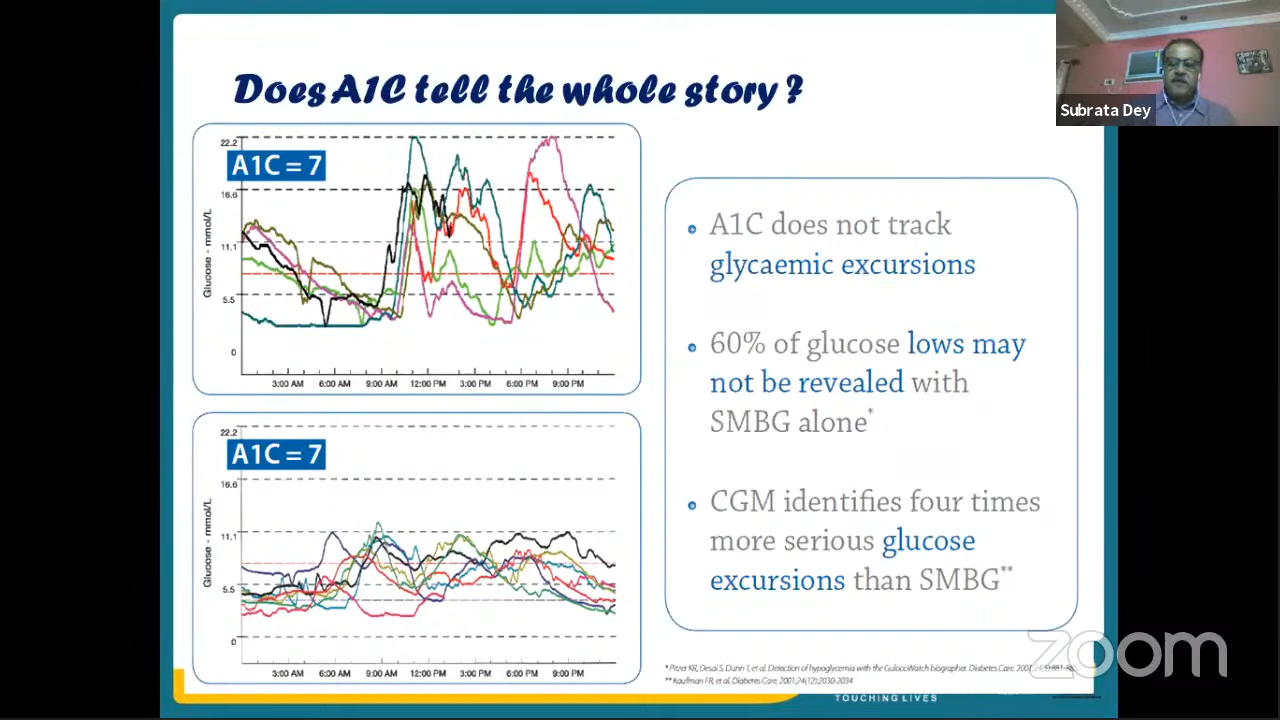 Does A1C tell the whole story ?
Subrata Dey
A1C = 7
22.2
16.6
11.1
5.5
0
Glucose - mmol/L
3:00 AM 6:00 AM 9:00 AM 12:00 PM 3:00 PM 6:00 PM 9:00 PM
A1C = 7
22.2
16.6
11.1
5.5
0
Glucose - mmol/L
3:00 AM 6:00 AM 9:00 AM 12:00 PM 3:00 PM 6:00 PM 9:00 PM
A1C does not track
glycaemic excursions
60% of glucose lows may
not be revealed with
SMBG alone*
CGM identifies four times
more serious glucose
excursions than SMBG**
* Pitzer KR, Desai S, Dunn T, et al. Detection of hypoglycemia with the GulocoWatch biographer. Diabetes Care. 2001
** Kaufman FR, et al. Diabetes Care. 2001;24(12):2030-2034
TOUCHING LIVES
zoom